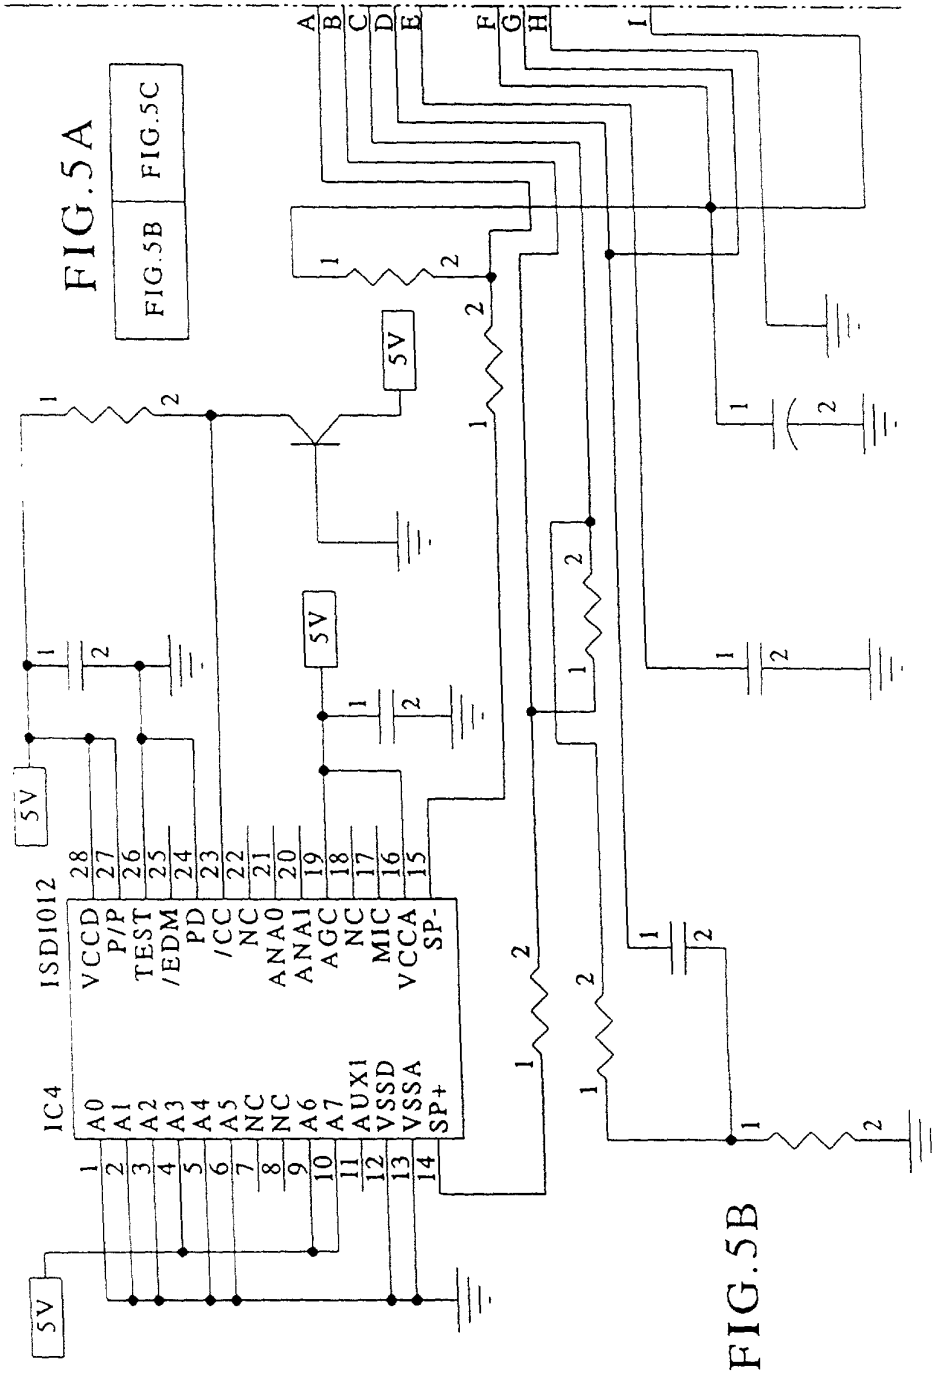 FIG.5A
FIG.5B FIG.5C
5V
5V
1 2
1 2
IC4 ISD1012
1 A0 VCCD 28
2 A1 P/P 27
3 A2 TEST 26
4 A3 /EDM 25
5 A4 PD 24
6 A5 /CC 23
7 NC NC 22
8 NC ANA0 21
9 A6 ANA1 20
10 A7 AGC 19
11 AUX1 NC 18
12 VSSD MIC 17
13 VSSA VCCA 16
14 SP+ SP- 15
5V
5V
1 2
1 2
1 2
1 2
1 2
1 2
1 2
1 2
1 2
1 2
A
B
C
D
E
F
G
H
I
FIG.5B